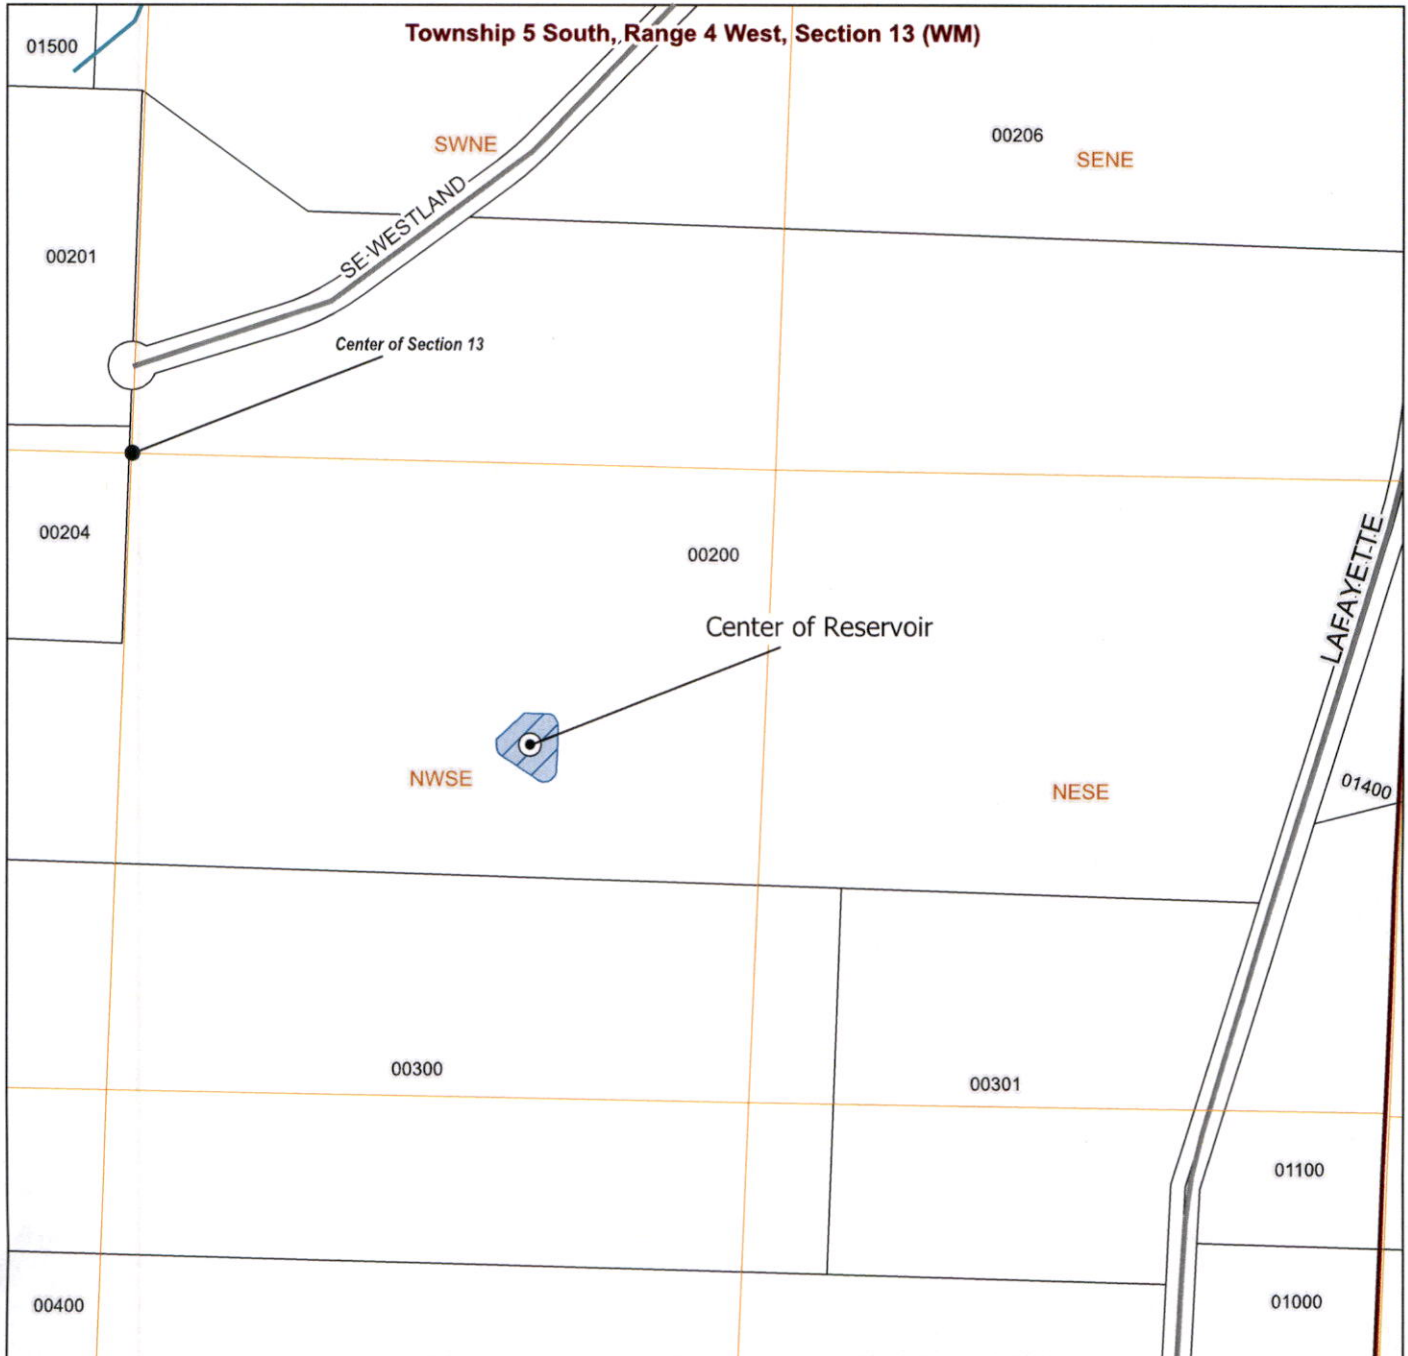 Township 5 South, Range 4 West, Section 13 (WM)
01500
SWNE
00206
SENE
SE WESTLAND
00201
Center of Section 13
00204
00200
LAFAYETTE
Center of Reservoir
NWSE
NESE
01400
00300
00301
01100
00400
01000